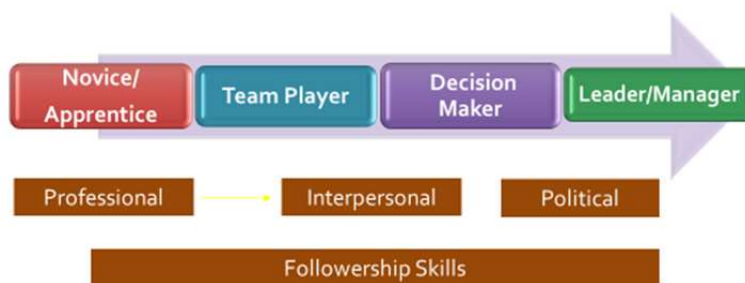 Novice/
Apprentice
Team Player
Decision
Maker
Leader/Manager
Professional
Interpersonal
Political
Followership Skills